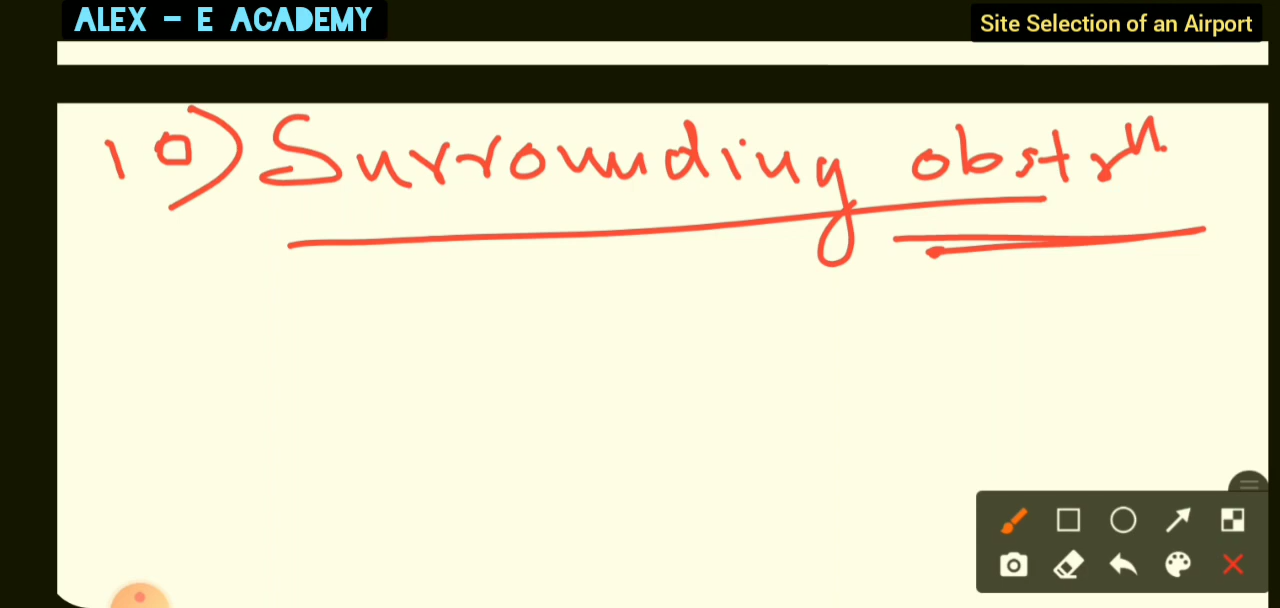 ALEX - E ACADEMY
Site Selection of an Airport
10) Surrounding obstrn.